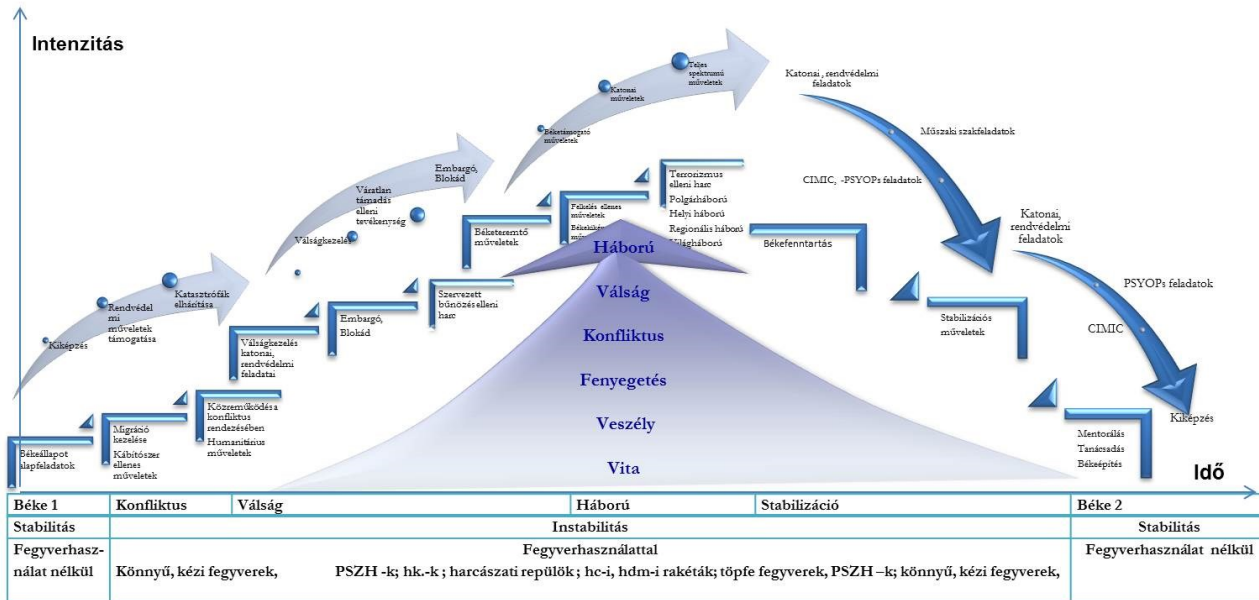 Intenzitás
Kiképzés
Rendvédel
mi
műveletek
támogatása
Katasztrófák
elhárítása
Válságkezelés
Váratlan
támadás
elleni
tevékenység
Embargó,
Blokád
Béketámogató
műveletek
Katonai
műveletek
Teljes
spektrumú
műveletek
Katonai, rendvédelmi
feladatok
Műszaki szakfeladatok
CIMIC, -PSYOPs feladatok
Katonai,
rendvédelmi
feladatok
PSYOPs feladatok
CIMIC
Kiképzés
Békeállapot
alapfeladatok
Migráció
kezelése
Kábítószer
ellenes
műveletek
Közreműködés a
konfliktus
rendezésében
Humanitárius
műveletek
Válságkezelés
katonai,
rendvédelmi
feladatai
Embargó,
Blokád
Szervezett
bűnözés elleni
harc
Béketeremtő
műveletek
Felkelés ellenes
műveletek
Terrorizmus
elleni harc
Polgárháború
Helyi háború
Regionális háború
Világháború
Békefenntartás
Stabilizációs
műveletek
Mentorálás
Tanácsadás
Békeépítés
Háború
Válság
Konfliktus
Fenyegetés
Veszély
Vita
Idő
Béke 1 Konfliktus Válság Háború Stabilizáció Béke 2
Stabilitás Instabilitás Stabilitás
Fegyverhasz-
nálat nélkül
Fegyverhasználattal
Könnyű, kézi fegyverek, PSZH -k; hk.-k ; harcászati repülök ; hc-i, hdm-i rakéták; töpfe fegyverek, PSZH –k; könnyű, kézi fegyverek,
Fegyverhasználat nélkül